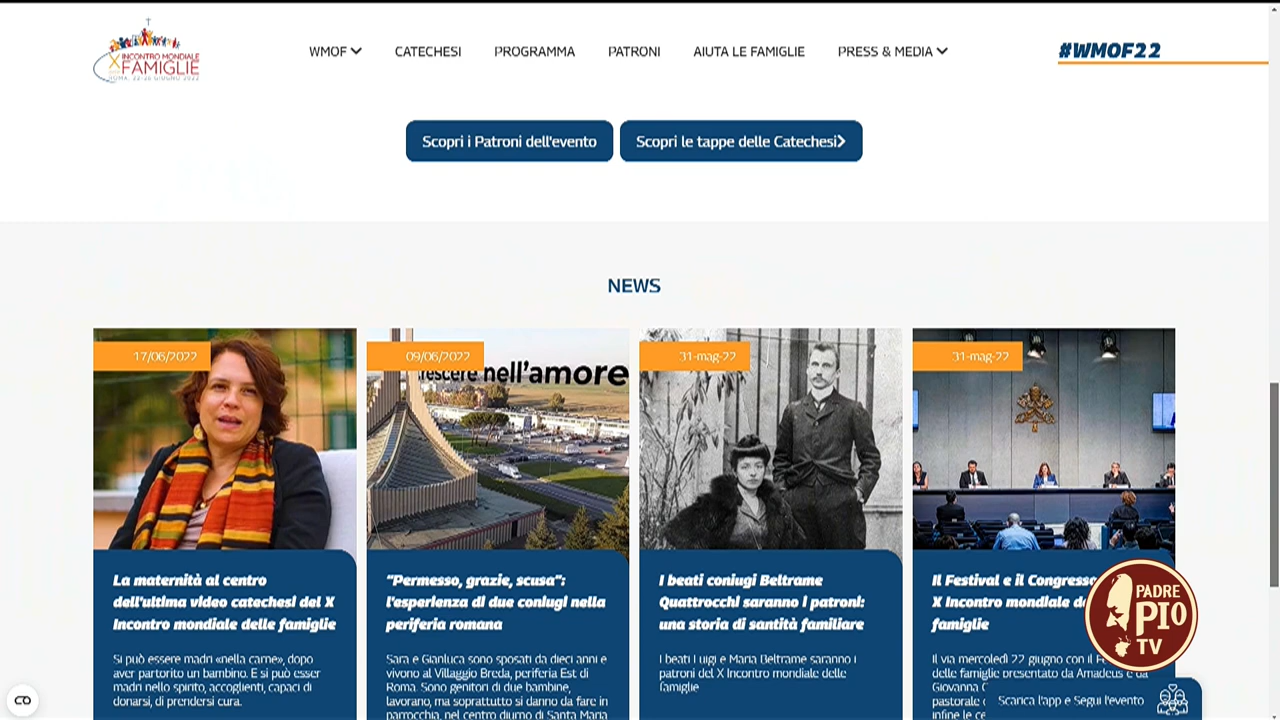 X INCONTRO MONDIALE
FAMIGLIE
ROMA, 22-26 GIUGNO 2022
WMOF
CATECHESI
PROGRAMMA
PATRONI
AIUTA LE FAMIGLIE
PRESS & MEDIA
#WMOF22
Scopri i Patroni dell'evento
Scopri le tappe delle Catechesi
NEWS
17/06/2022
La maternità al centro
dell'ultima video catechesi del X
Incontro mondiale delle famiglie
Si può essere madri «nella carne», dopo
aver partorito un bambino. E si può esser
madri nello spirito, accoglienti, capaci di
donarsi, di prendersi cura.
09/06/2022
nell'amore
"Permesso, grazie, scusa":
l'esperienza di due coniugi nella
periferia romana
Sara e Gianluca sono sposati da dieci anni e
vivono al Villaggio Breda, periferia Est di
Roma. Sono genitori di due bambine,
lavorano, ma soprattutto si danno da fare in
parrocchia, nel centro diurno di Santa Maria
31-mag-22
I beati coniugi Beltrame
Quattrocchi saranno i patroni:
una storia di santità familiare
I beati Luigi e Maria Beltrame saranno i
patroni del X Incontro mondiale delle
famiglie
31-mag-22
Il Festival e il Congresso
X Incontro mondiale
famiglie
Il via mercoledì 22 giugno con il
delle famiglie presentato da Amadeus e da
Giovanna
pastorale
infine le
PADRE
PIO
TV
Scarica l'app e Segui l'evento